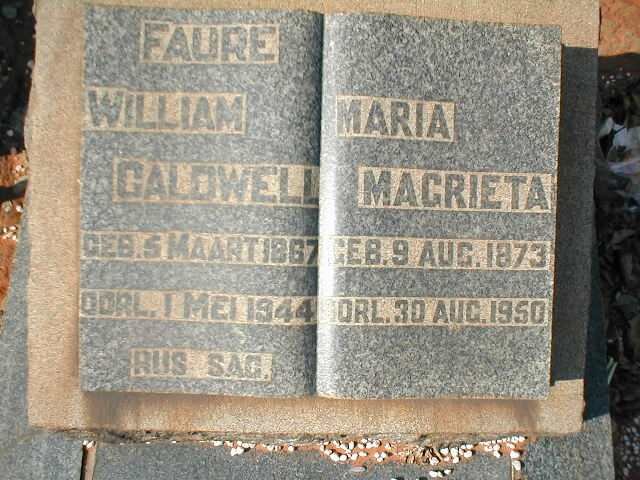 FAURE
WILLIAM
CALDWELL
GEB. 5 MAART 1867
OORL. 1 MEI 1944
RUS SAG.
MARIA
MAGRIETA
GEB. 9 AUG. 1873
OORL. 30 AUG. 1950